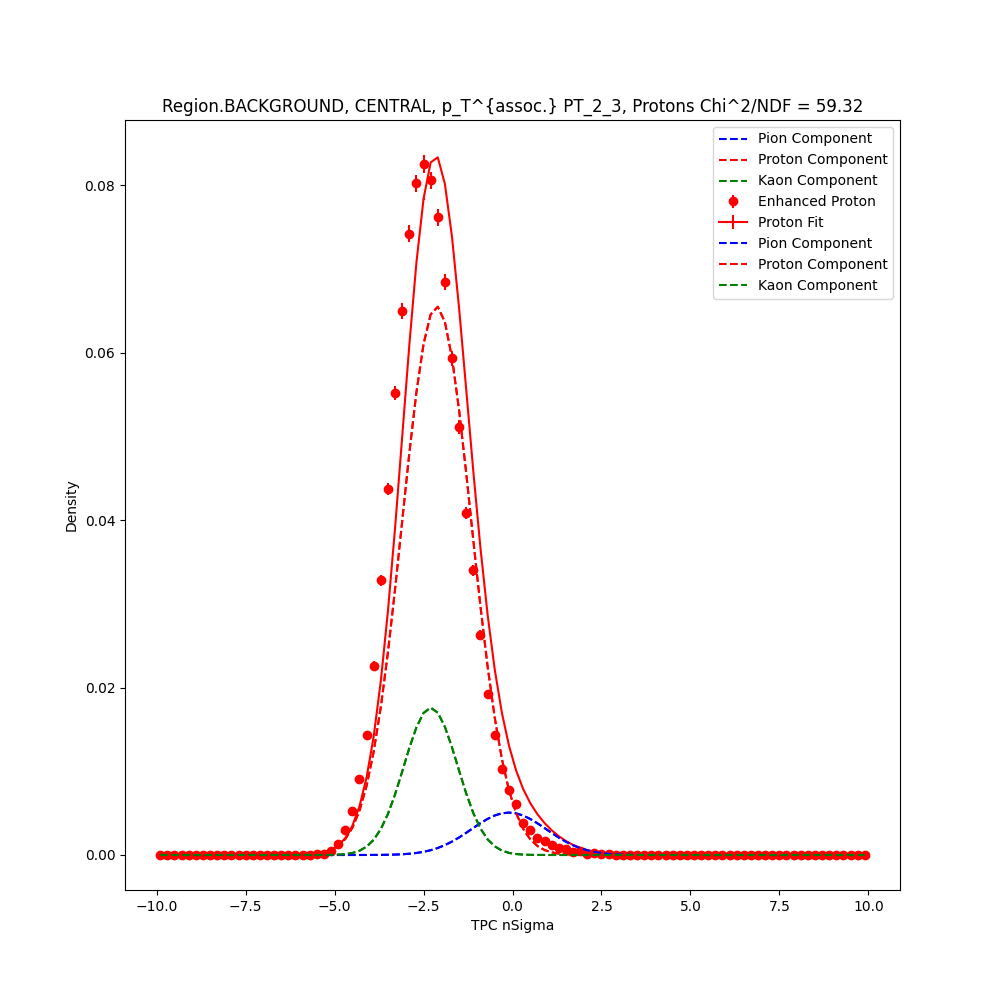 Region.BACKGROUND, CENTRAL, p_T^{assoc.} PT_2_3, Protons Chi^2/NDF = 59.32
Pion Component
Proton Component
Kaon Component
Enhanced Proton
Proton Fit
Pion Component
Proton Component
Kaon Component
0.08
0.06
0.04
0.02
0.00
Density
−10.0 −7.5 −5.0 −2.5 0.0 2.5 5.0 7.5 10.0
TPC nSigma